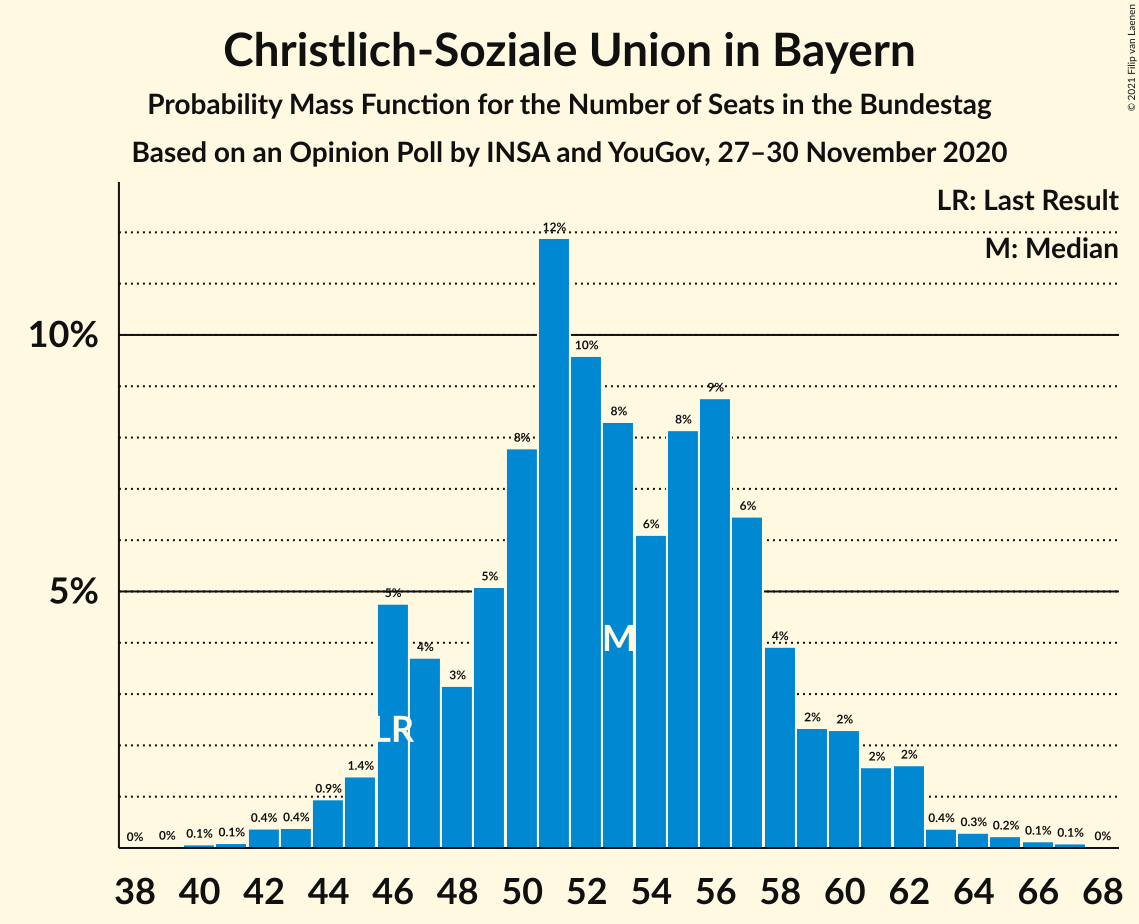 Christlich-Soziale Union in Bayern
Probability Mass Function for the Number of Seats in the Bundestag
Based on an Opinion Poll by INSA and YouGov, 27–30 November 2020
© 2021 Filip van Laenen
LR: Last Result
M: Median
10%
5%
0% 0% 0.1% 0.1% 0.4% 0.4% 0.9% 1.4% 5% 4% 3% 5% 8% 12% 10% 8% 6% 8% 9% 6% 4% 2% 2% 2% 2% 0.4% 0.3% 0.2% 0.1% 0.1% 0%
LR
M
38 40 42 44 46 48 50 52 54 56 58 60 62 64 66 68